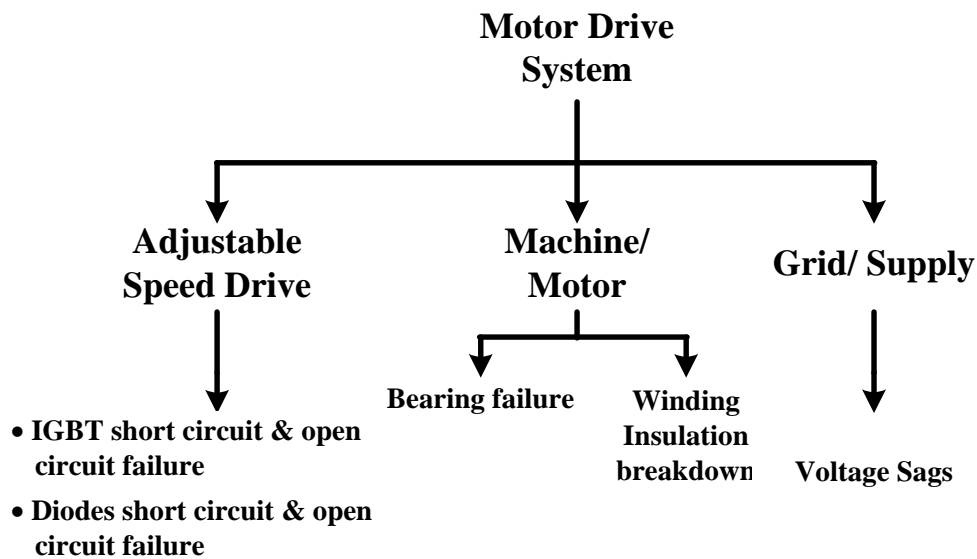 Motor Drive
System
Adjustable
Speed Drive
Machine/
Motor
Grid/ Supply
Bearing failure
Winding
Insulation
breakdown
Voltage Sags
• IGBT short circuit & open
circuit failure
• Diodes short circuit & open
circuit failure